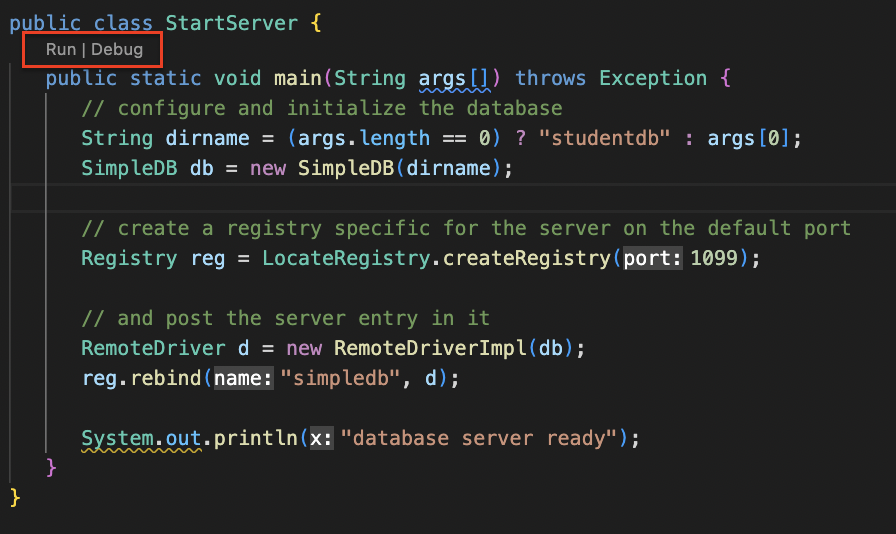 public class StartServer {
Run | Debug
public static void main(String args[]) throws Exception {
// configure and initialize the database
String dirname = (args.length == 0) ? "studentdb" : args[0];
SimpleDB db = new SimpleDB(dirname);
// create a registry specific for the server on the default port
Registry reg = LocateRegistry.createRegistry(port: 1099);
// and post the server entry in it
RemoteDriver d = new RemoteDriverImpl(db);
reg.rebind(name: "simpledb", d);
System.out.println(x: "database server ready");
}
}